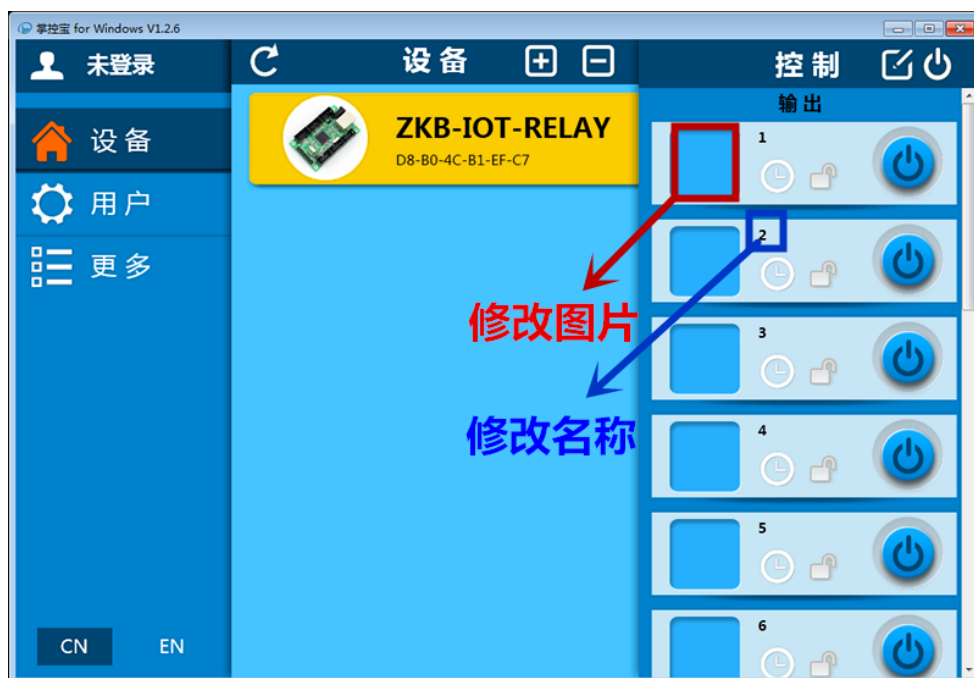 掌控宝 for Windows V1.2.6
未登录
设备
用户
更多
CN EN
设备
ZKB-IOT-RELAY
D8-B0-4C-B1-EF-C7
修改图片
修改名称
控制
输出
1
2
3
4
5
6